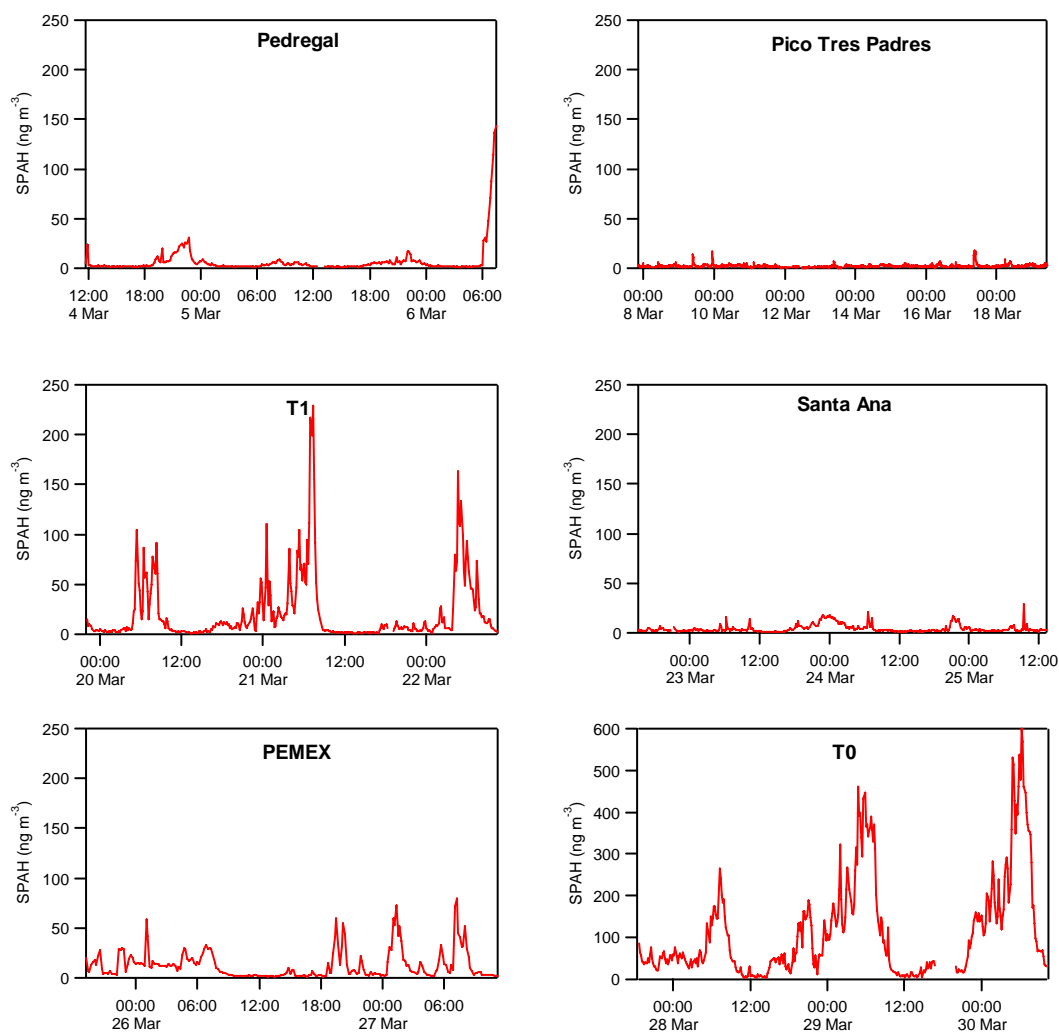 Pedregal
SPAH (ng m-3)
250
200
150
100
50
0
12:00 18:00 00:00 06:00 12:00 18:00 00:00 06:00
4 Mar 5 Mar 6 Mar
Pico Tres Padres
SPAH (ng m-3)
250
200
150
100
50
0
00:00 00:00 00:00 00:00 00:00 00:00
8 Mar 10 Mar 12 Mar 14 Mar 16 Mar 18 Mar
T1
SPAH (ng m-3)
250
200
150
100
50
0
00:00 12:00 00:00 12:00 00:00
20 Mar 21 Mar 22 Mar
Santa Ana
SPAH (ng m-3)
250
200
150
100
50
0
00:00 12:00 00:00 12:00 00:00 12:00
23 Mar 24 Mar 25 Mar
PEMEX
SPAH (ng m-3)
250
200
150
100
50
0
00:00 06:00 12:00 18:00 00:00 06:00
26 Mar 27 Mar
T0
SPAH (ng m-3)
600
500
400
300
200
100
0
00:00 12:00 00:00 12:00 00:00
28 Mar 29 Mar 30 Mar